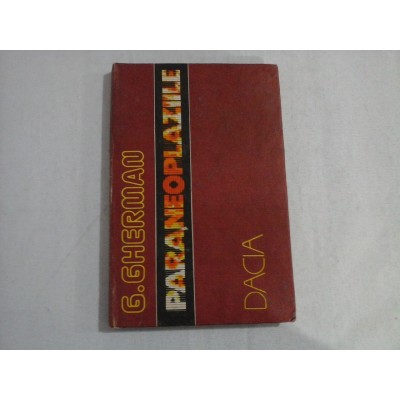 G. GHERMAN
PARANEOPLAZIILE
DACIA